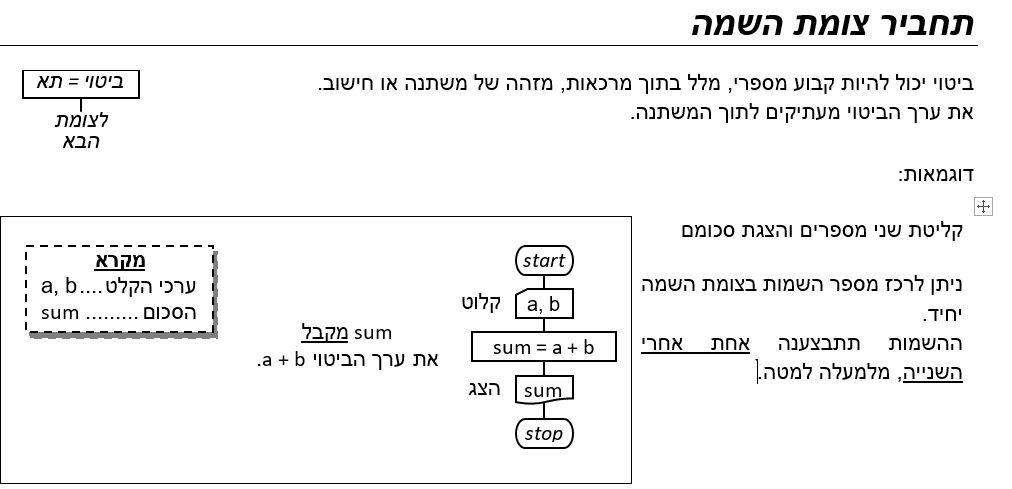 תחביר צומת השמה
ביטוי יכול להיות קבוע מספרי, מלל בתוך מרכאות, מזהה של משתנה או חישוב.
את ערך הביטוי מעתיקים לתוך המשתנה.
ביטוי = תא
לצומת
הבא
דוגמאות:
קליטת שני מספרים והצגת סכומם
ניתן לרכז מספר השמות בצומת השמה
יחיד.
ההשמות תתבצענה אחת אחרי
השנייה, מלמעלה למטה.
start
קלוט a, b
sum = a + b
הצג sum
stop
sum מקבל
את ערך הביטוי a + b.
מקרא
ערכי הקלט....a, b
הסכום ......... sum